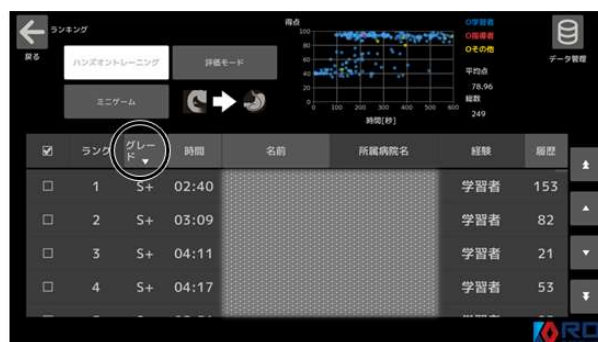 ランキング
戻る
ハンズオントレーニング
評価モード
ミニゲーム
得点
100
80
60
40
20
0
100 200 300 400 500 600
時間[秒]
O学習者
O指導者
Oその他
平均点
78.96
総数
249
データ管理
ランク グレード ▼ 時間 名前 所属病院名 経験 履歴
1 S+ 02:40 学習者 153
2 S+ 03:09 学習者 82
3 S+ 04:11 学習者 21
4 S+ 04:17 学習者 53
RO